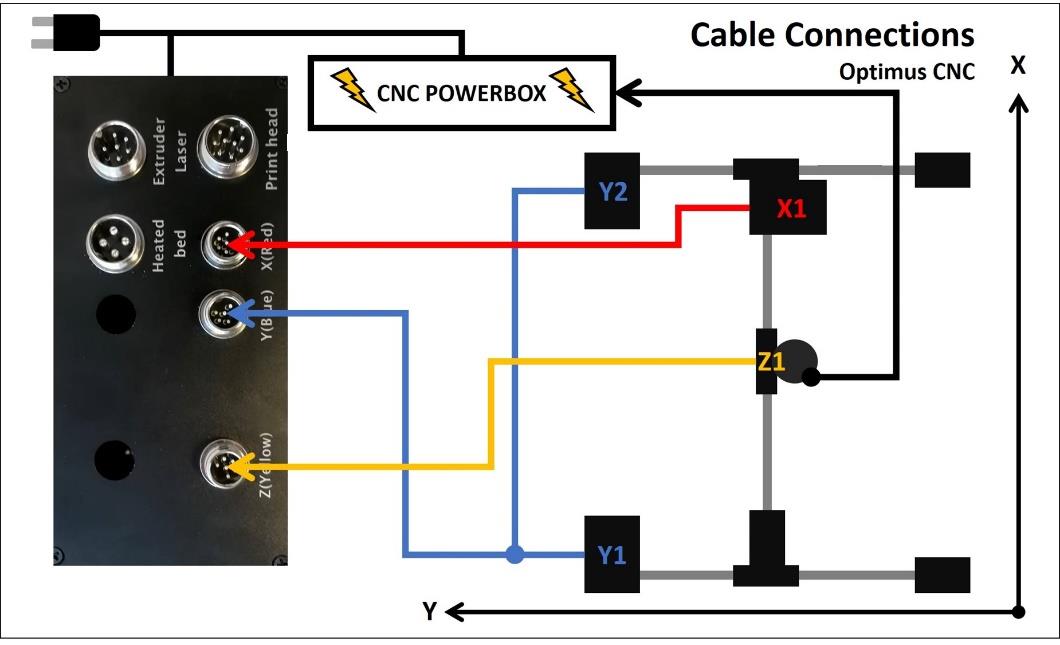 Cable Connections
Optimus CNC
X
CNC POWERBOX
Extruder
Laser
Print head
Heated
bed
X(Red)
Y(Blue)
Z(Yellow)
Y2
X1
Z1
Y1
Y